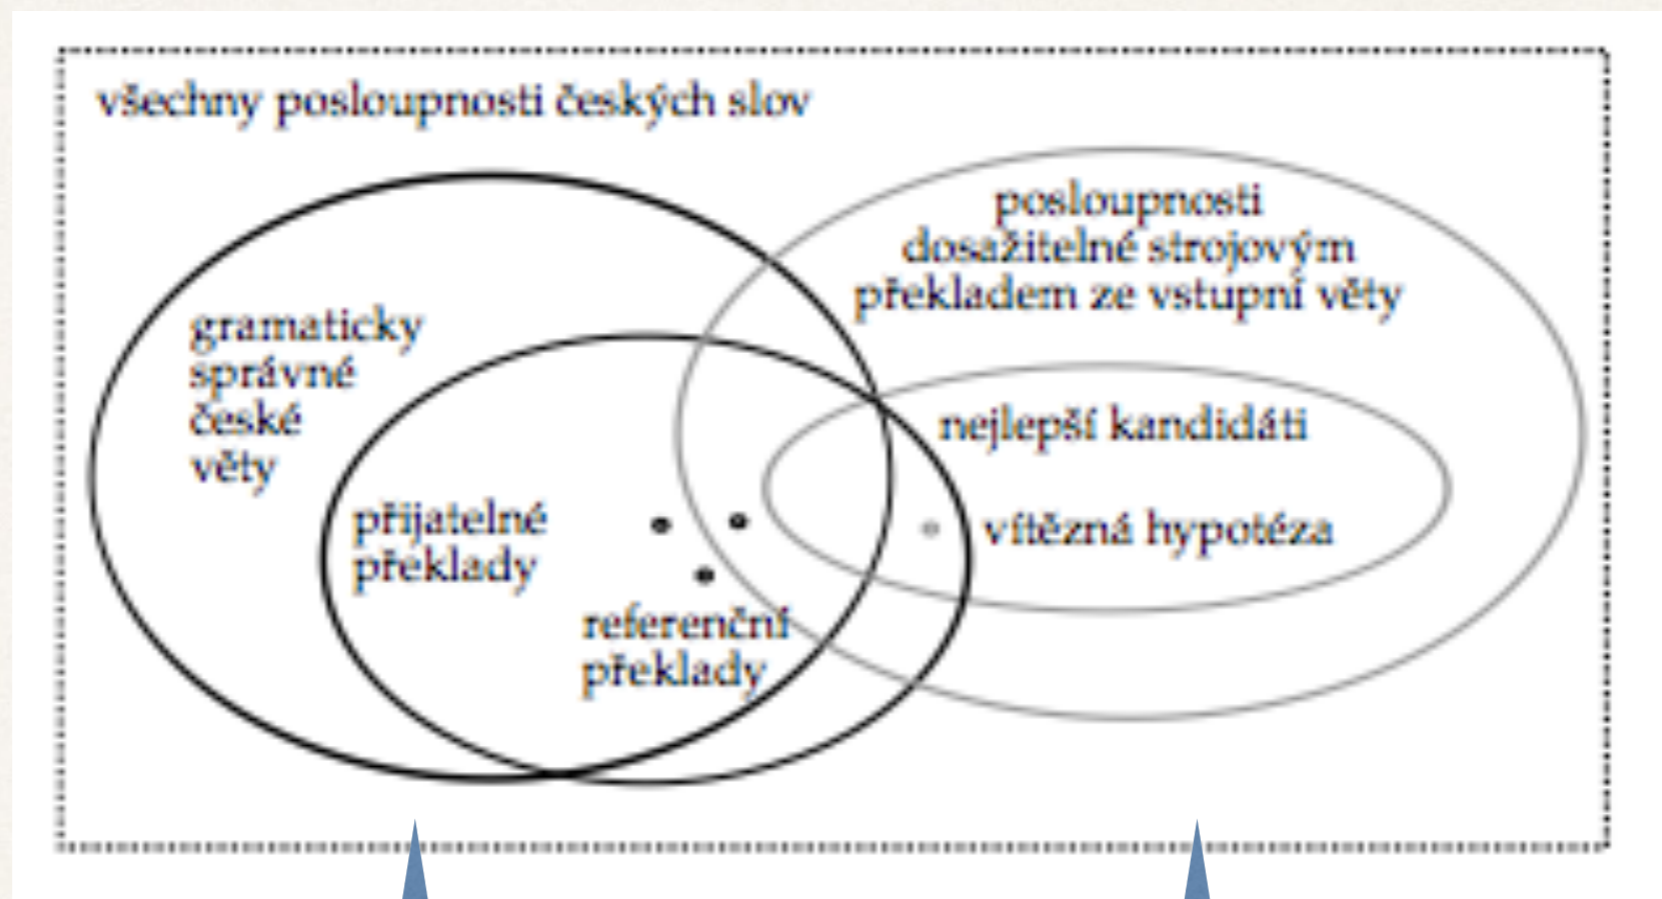 všechny posloupnosti českých slov
posloupnosti
dosažitelné strojovým
překladem ze vstupní věty
gramaticky
správné
české
věty
nejlepší kandidáti
přijatelné
překlady
vítězná hypotéza
referenční
překlady